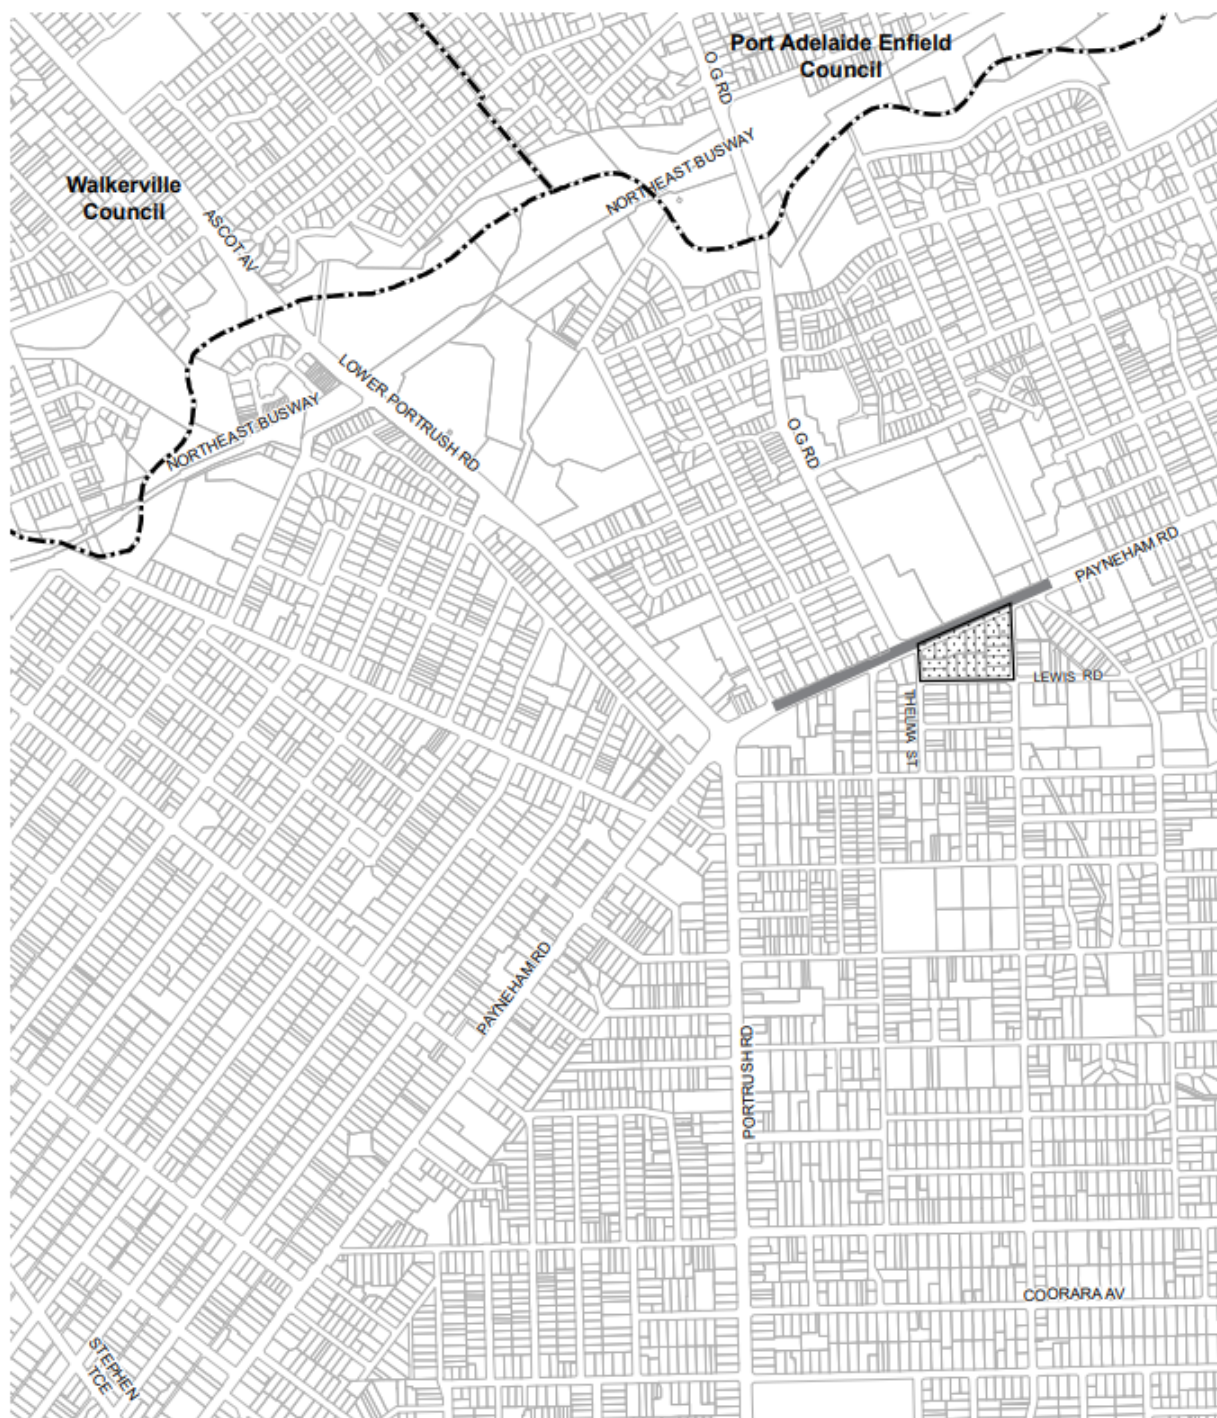 Port Adelaide Enfield
Council
O G RD
NORTHEAST BUSWAY
Walkerville
Council
ASCOT AV
LOWER PORTRUSH RD
NORTHEAST BUSWAY
O G RD
PAYNEHAM RD
LEWIS RD
THELMA ST
PAYNEHAM RD
PORTRUSH RD
COORARA AV
STEPHEN
TCE